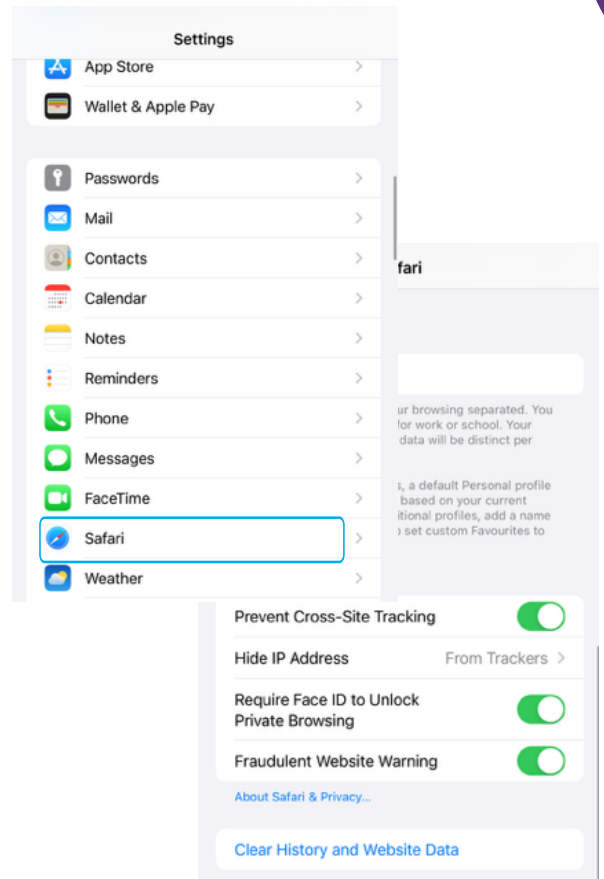 Settings
App Store
Wallet & Apple Pay
Passwords
Mail
Contacts
Calendar
Notes
Reminders
Phone
Messages
FaceTime
Safari
Weather
fari
ur browsing separated. You
for work or school. Your
data will be distinct per
s, a default Personal profile
based on your current
itional profiles, add a name
o set custom Favourites to
Prevent Cross-Site Tracking
Hide IP Address From Trackers
Require Face ID to Unlock
Private Browsing
Fraudulent Website Warning
About Safari & Privacy...
Clear History and Website Data